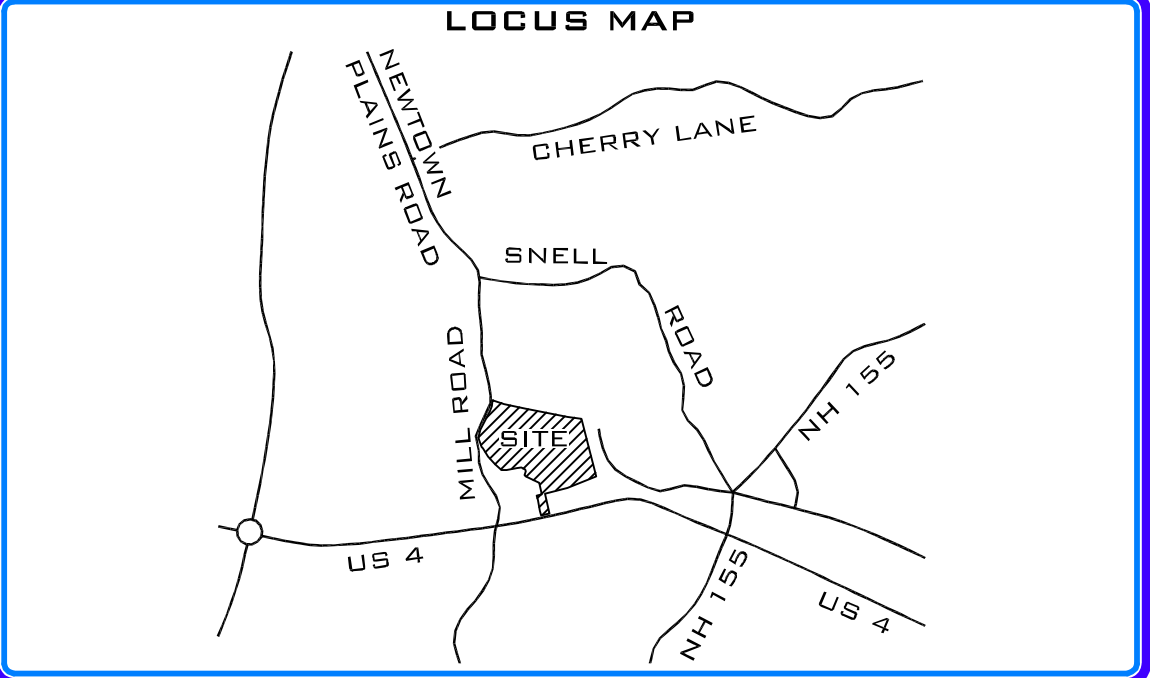 LOCUS MAP
NEWTOWN
PLAINS ROAD
CHERRY LANE
SNELL
ROAD
MILL ROAD
NH 155
SITE
US 4
NH 155
US 4